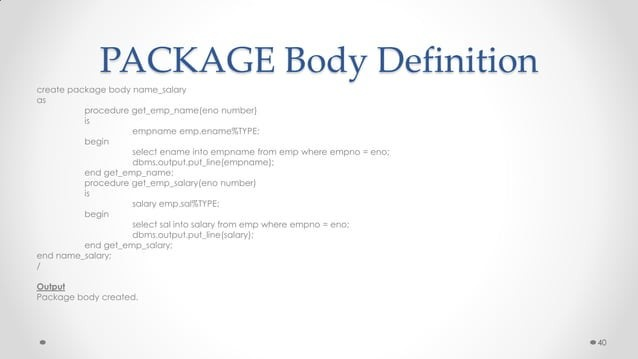 PACKAGE Body Definition
create package body name_salary
as
procedure get_emp_name(eno number)
is
empname emp.ename%TYPE;
begin
select ename into empname from emp where empno = eno;
dbms.output.put_line(empname);
end get_emp_name;
procedure get_emp_salary(eno number)
is
salary emp.sal%TYPE;
begin
select sal into salary from emp where empno = eno;
dbms.output.put_line(salary);
end get_emp_salary;
end name_salary;
/
Output
Package body created.
40